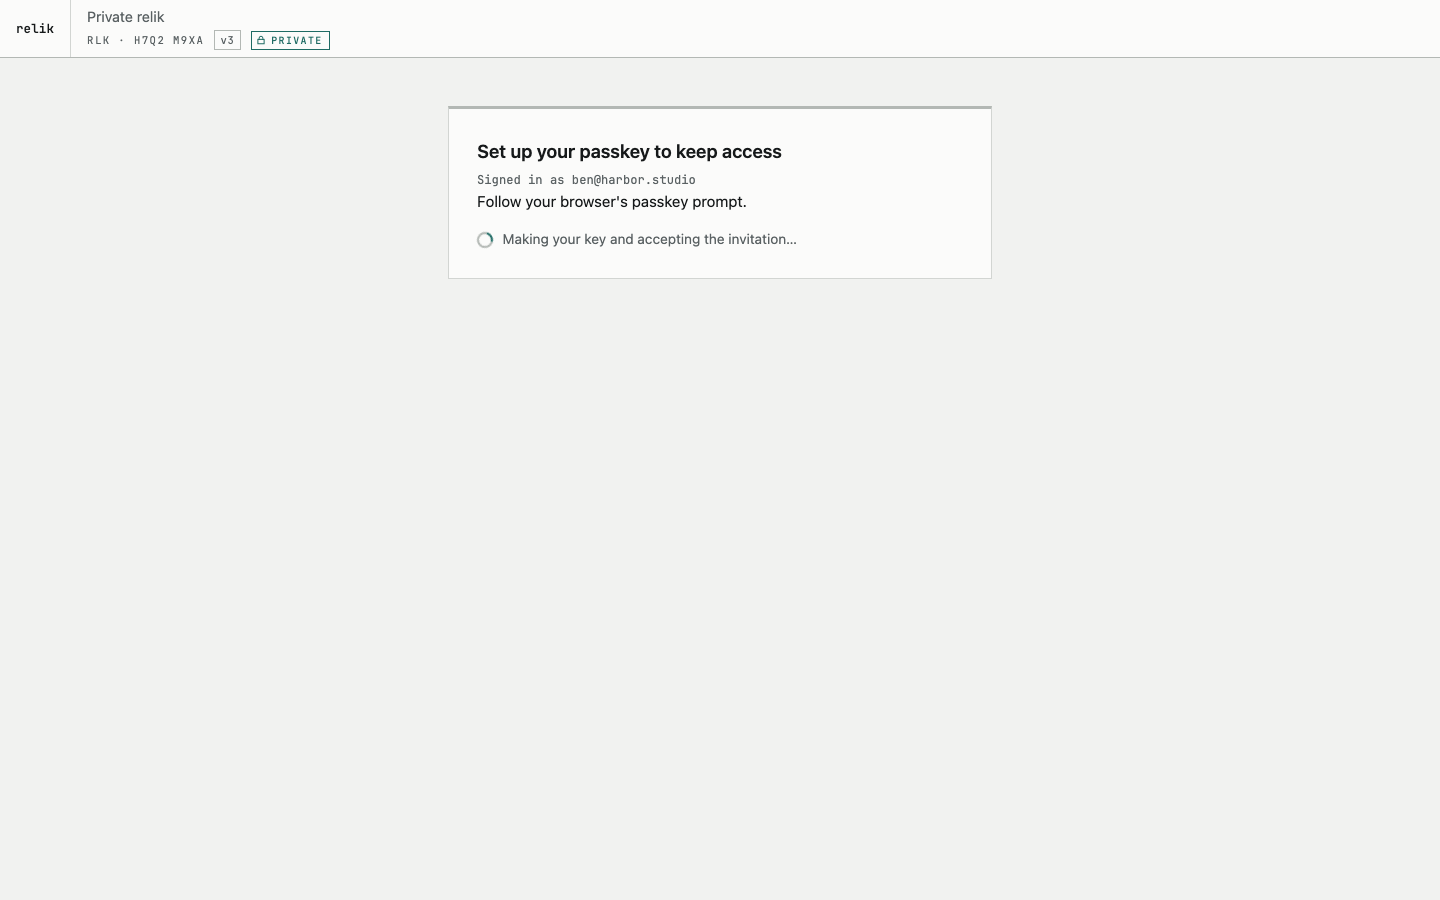 relik
Private relik
RLK · H7Q2 M9XA v3 PRIVATE
Set up your passkey to keep access
Signed in as ben@harbor.studio
Follow your browser's passkey prompt.
Making your key and accepting the invitation…